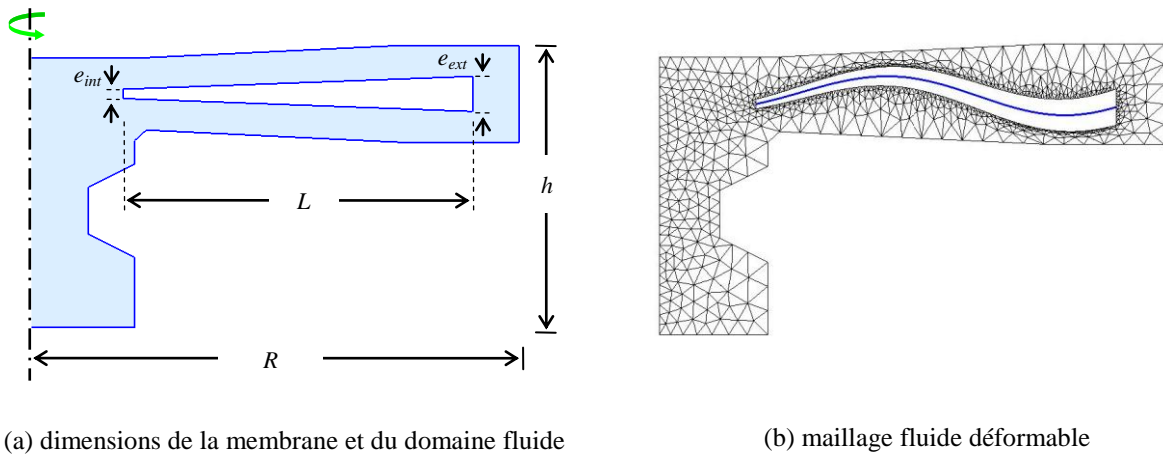 e_int
e_ext
L
h
R
(a) dimensions de la membrane et du domaine fluide
(b) maillage fluide déformable